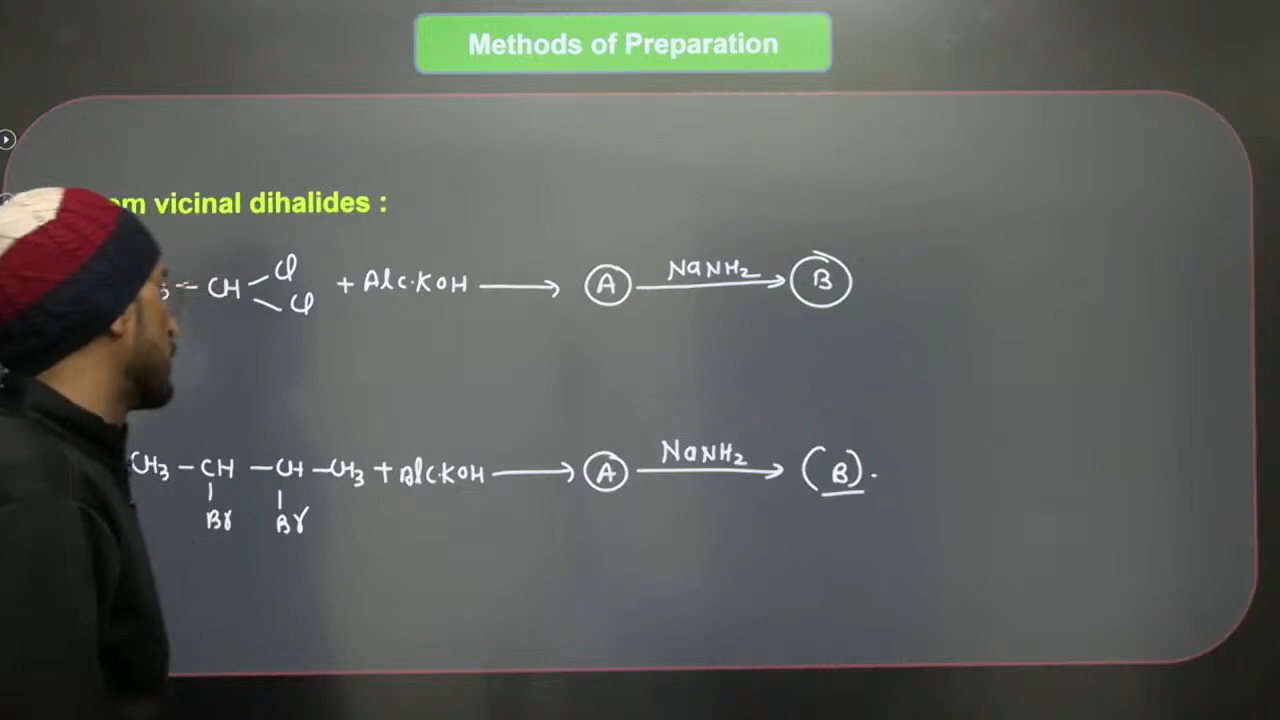 Methods of Preparation
vicinal dihalides :
– CH Cl Cl + Alc.KOH → A NaNH2 → B
CH3 – CH – CH – CH3 + Alc.KOH → A NaNH2 → (B).
Br Br